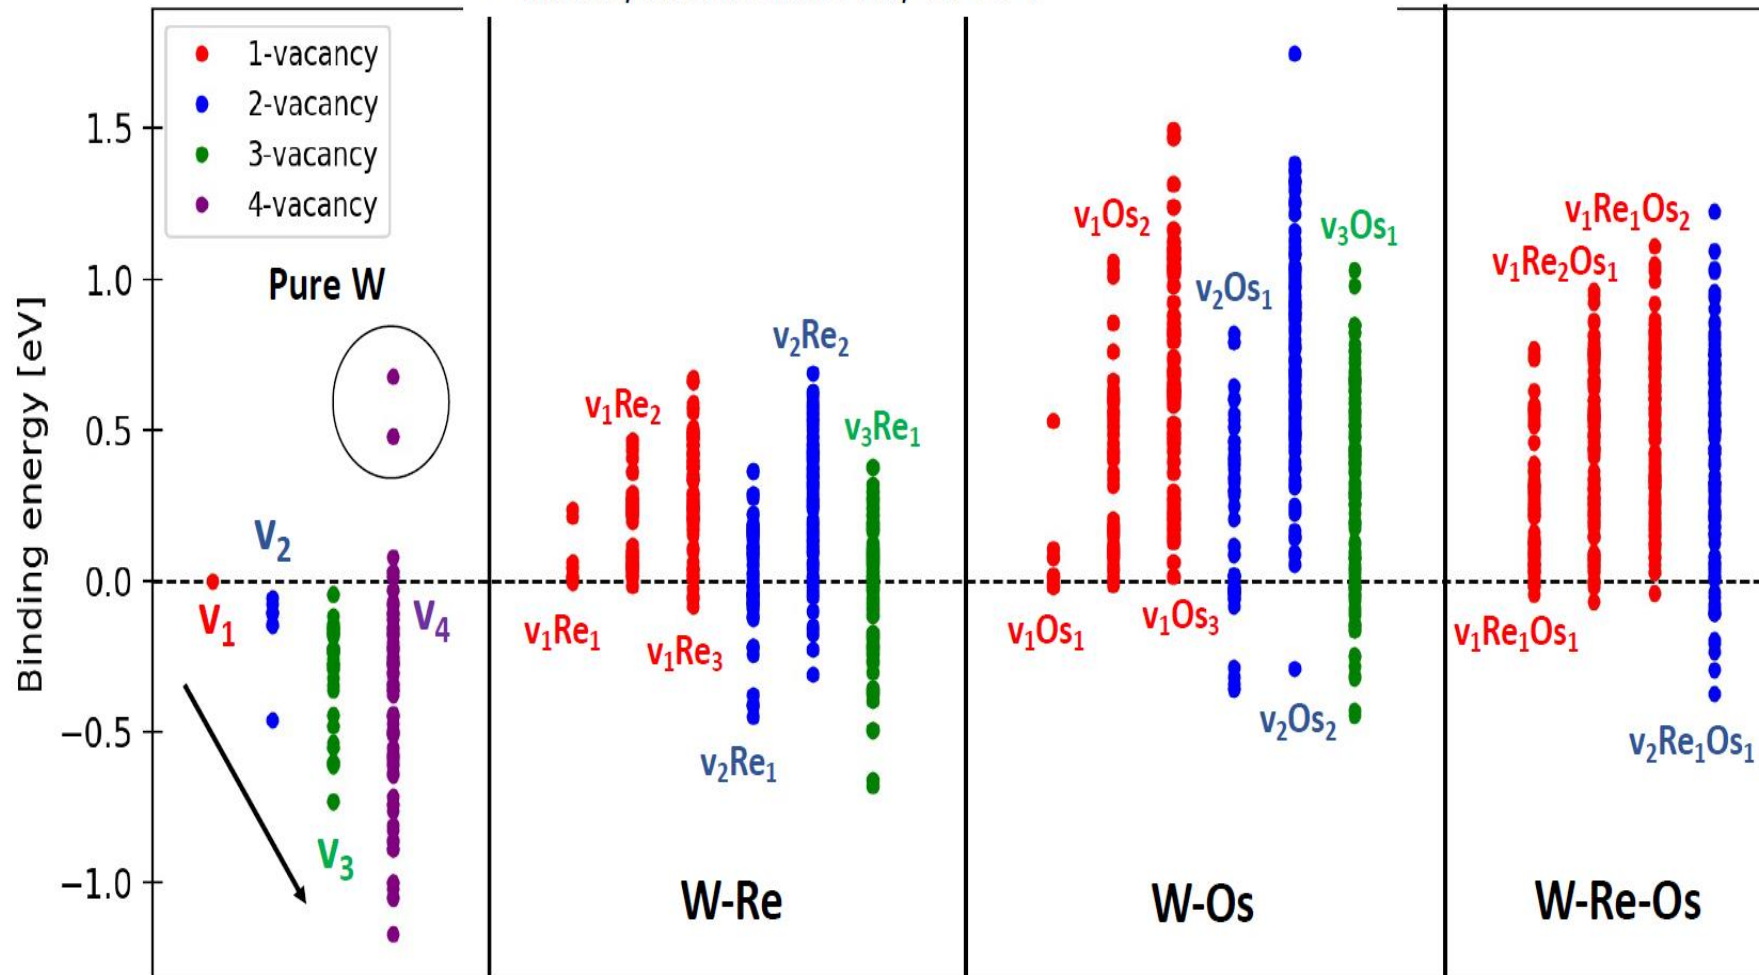 1-vacancy
2-vacancy
3-vacancy
4-vacancy
Binding energy [eV]
1.5
1.0
0.5
0.0
−0.5
−1.0
Pure W
V₁
V₂
V₃
V₄
v₁Re₁
v₁Re₂
v₁Re₃
v₂Re₁
v₂Re₂
v₃Re₁
W-Re
v₁Os₁
v₁Os₂
v₁Os₃
v₂Os₁
v₂Os₂
v₃Os₁
W-Os
v₁Re₁Os₁
v₁Re₂Os₁
v₁Re₁Os₂
v₂Re₁Os₁
W-Re-Os